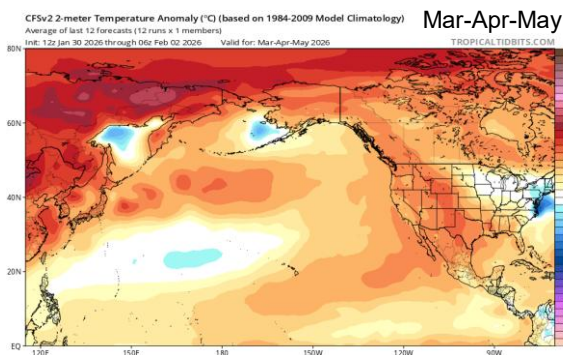 CFSv2 2-meter Temperature Anomaly (°C) (based on 1984-2009 Model Climatology)
Mar-Apr-May
Average of last 12 forecasts (12 runs x 1 members)
Init: 12z Jan 30 2026 through 06z Feb 02 2026 Valid for: Mar-Apr-May 2026
TROPICALTIDBITS.COM
80N
60N
40N
20N
EQ
120E 150E 180 150W 120W 90W